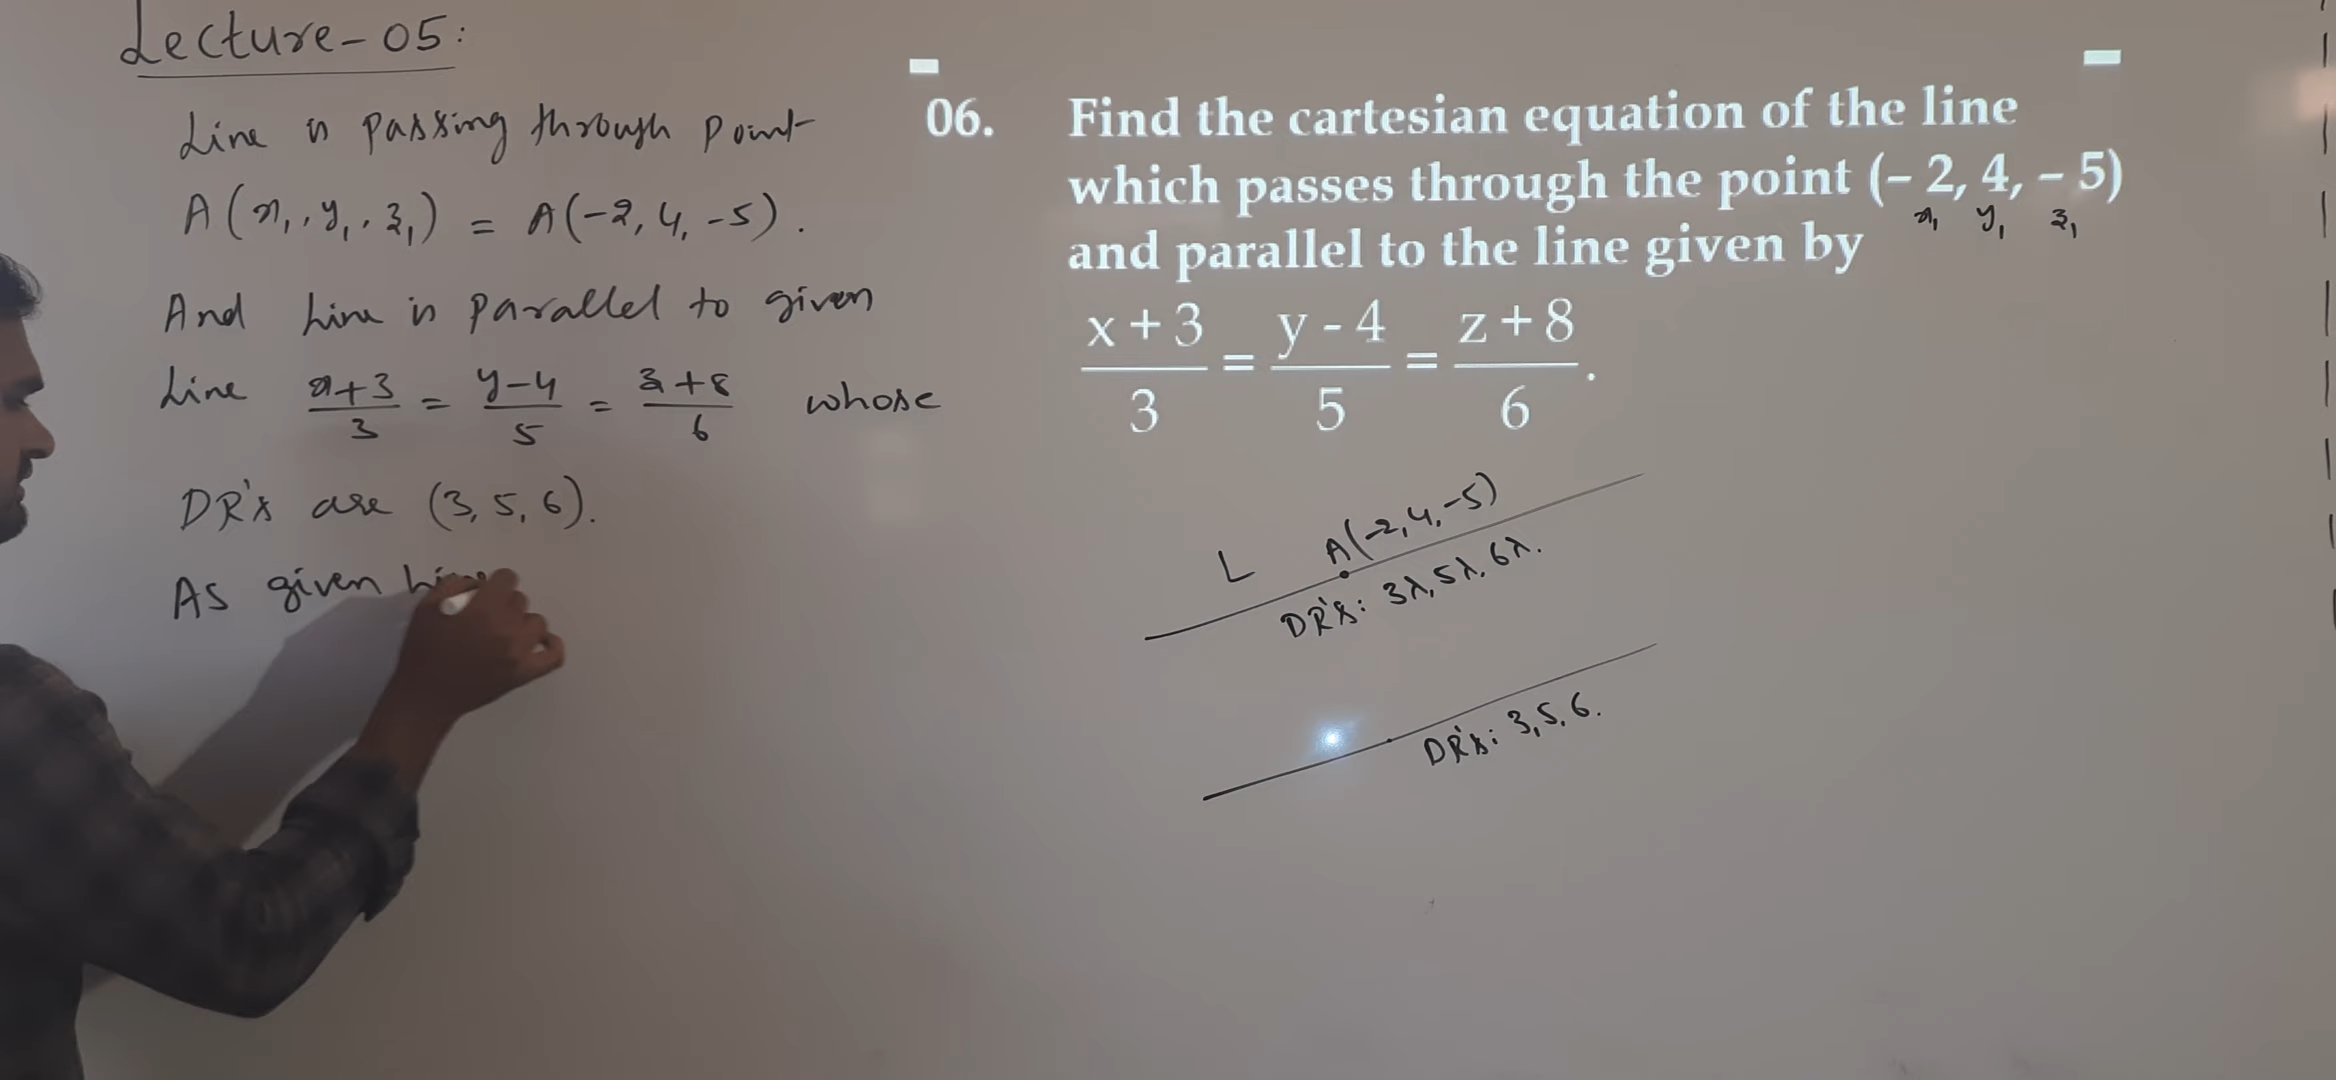 Lecture-05:
Line is passing through point
A(x₁, y₁, z₁) = A(-2, 4, -5).
And Line is parallel to given
Line x+3/3 = y-4/5 = z+8/6 whose
DR's are (3, 5, 6).
As given
06. Find the cartesian equation of the line
which passes through the point (– 2, 4, – 5)
x₁ y₁ z₁
and parallel to the line given by
x + 3/3 = y - 4/5 = z + 8/6.
L A(-2, 4, -5)
DR's: 3λ, 5λ, 6λ.
DR's: 3, 5, 6.